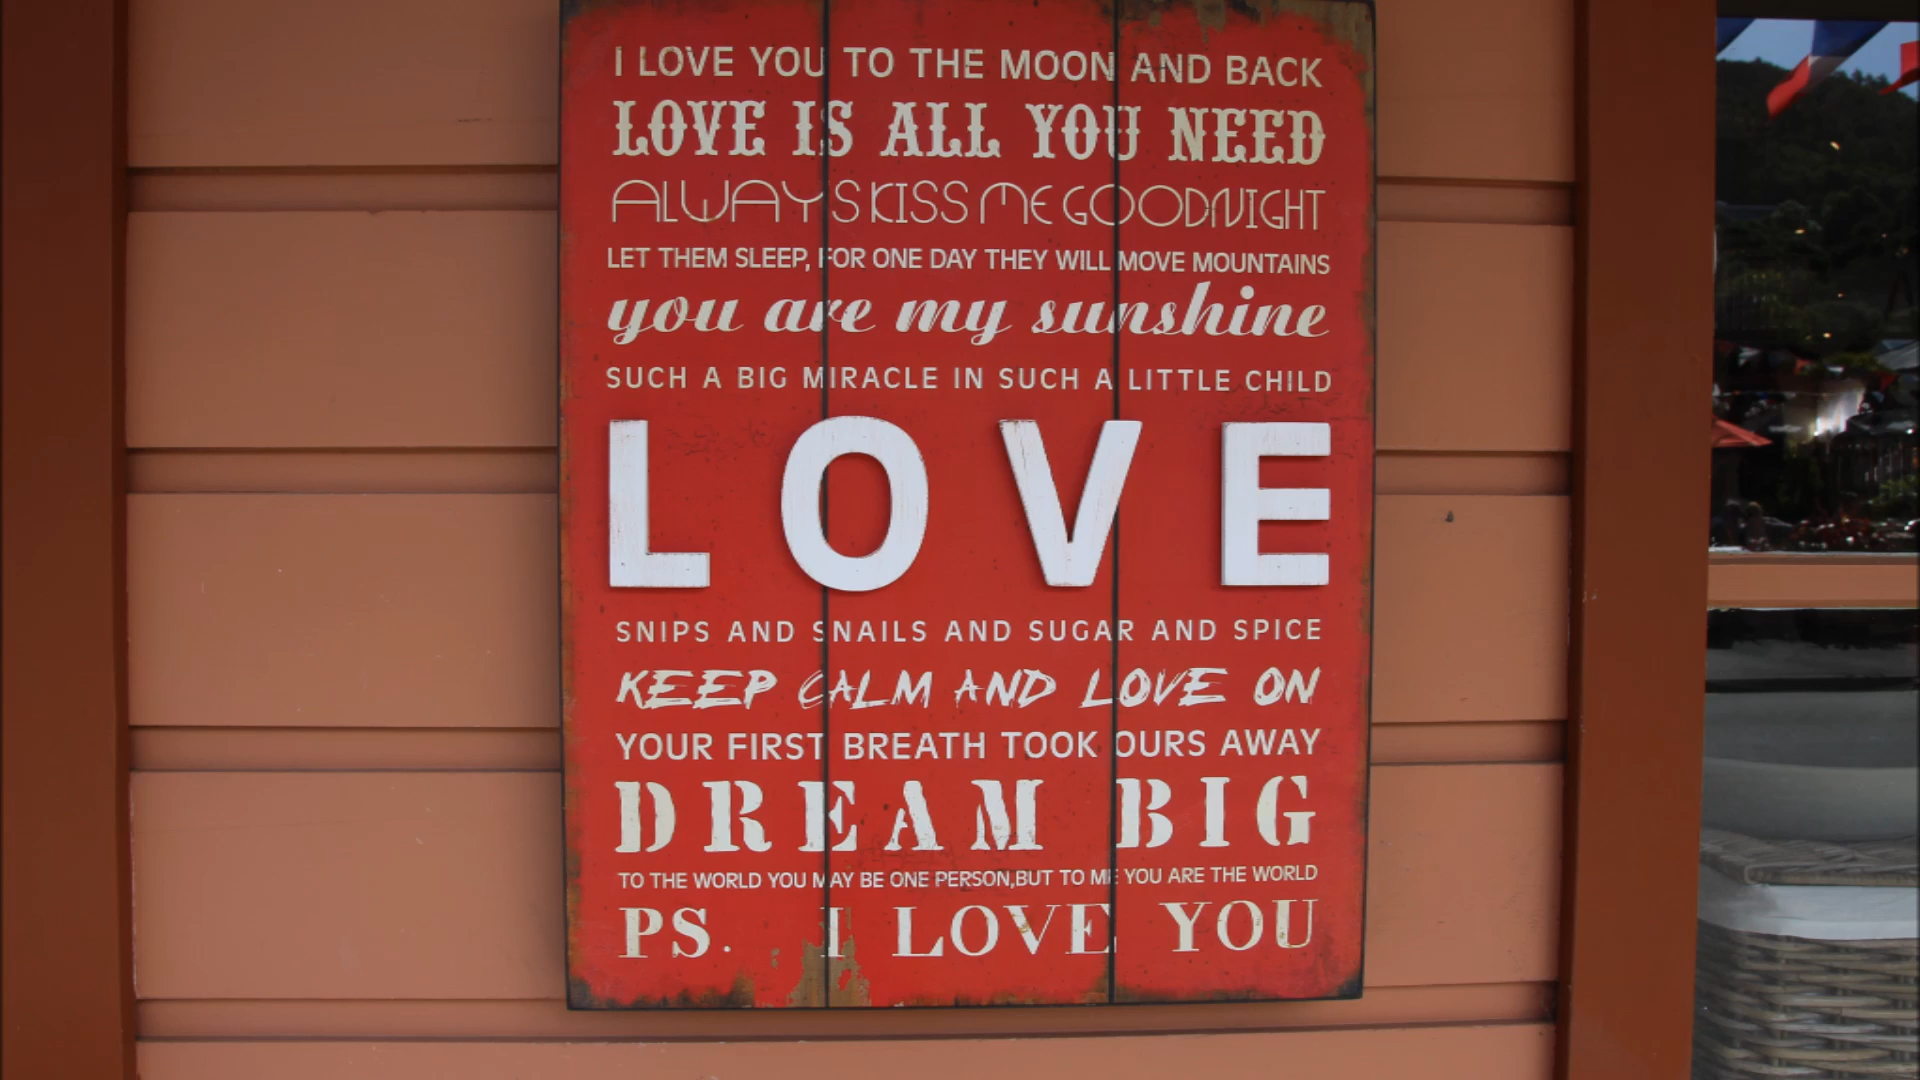 I LOVE YOU TO THE MOON AND BACK
LOVE IS ALL YOU NEED
ALWAYS KISS ME GOODNIGHT
LET THEM SLEEP, FOR ONE DAY THEY WILL MOVE MOUNTAINS
you are my sunshine
SUCH A BIG MIRACLE IN SUCH A LITTLE CHILD
LOVE
SNIPS AND SNAILS AND SUGAR AND SPICE
KEEP CALM AND LOVE ON
YOUR FIRST BREATH TOOK OURS AWAY
DREAM BIG
TO THE WORLD YOU MAY BE ONE PERSON,BUT TO ME YOU ARE THE WORLD
PS. I LOVE YOU